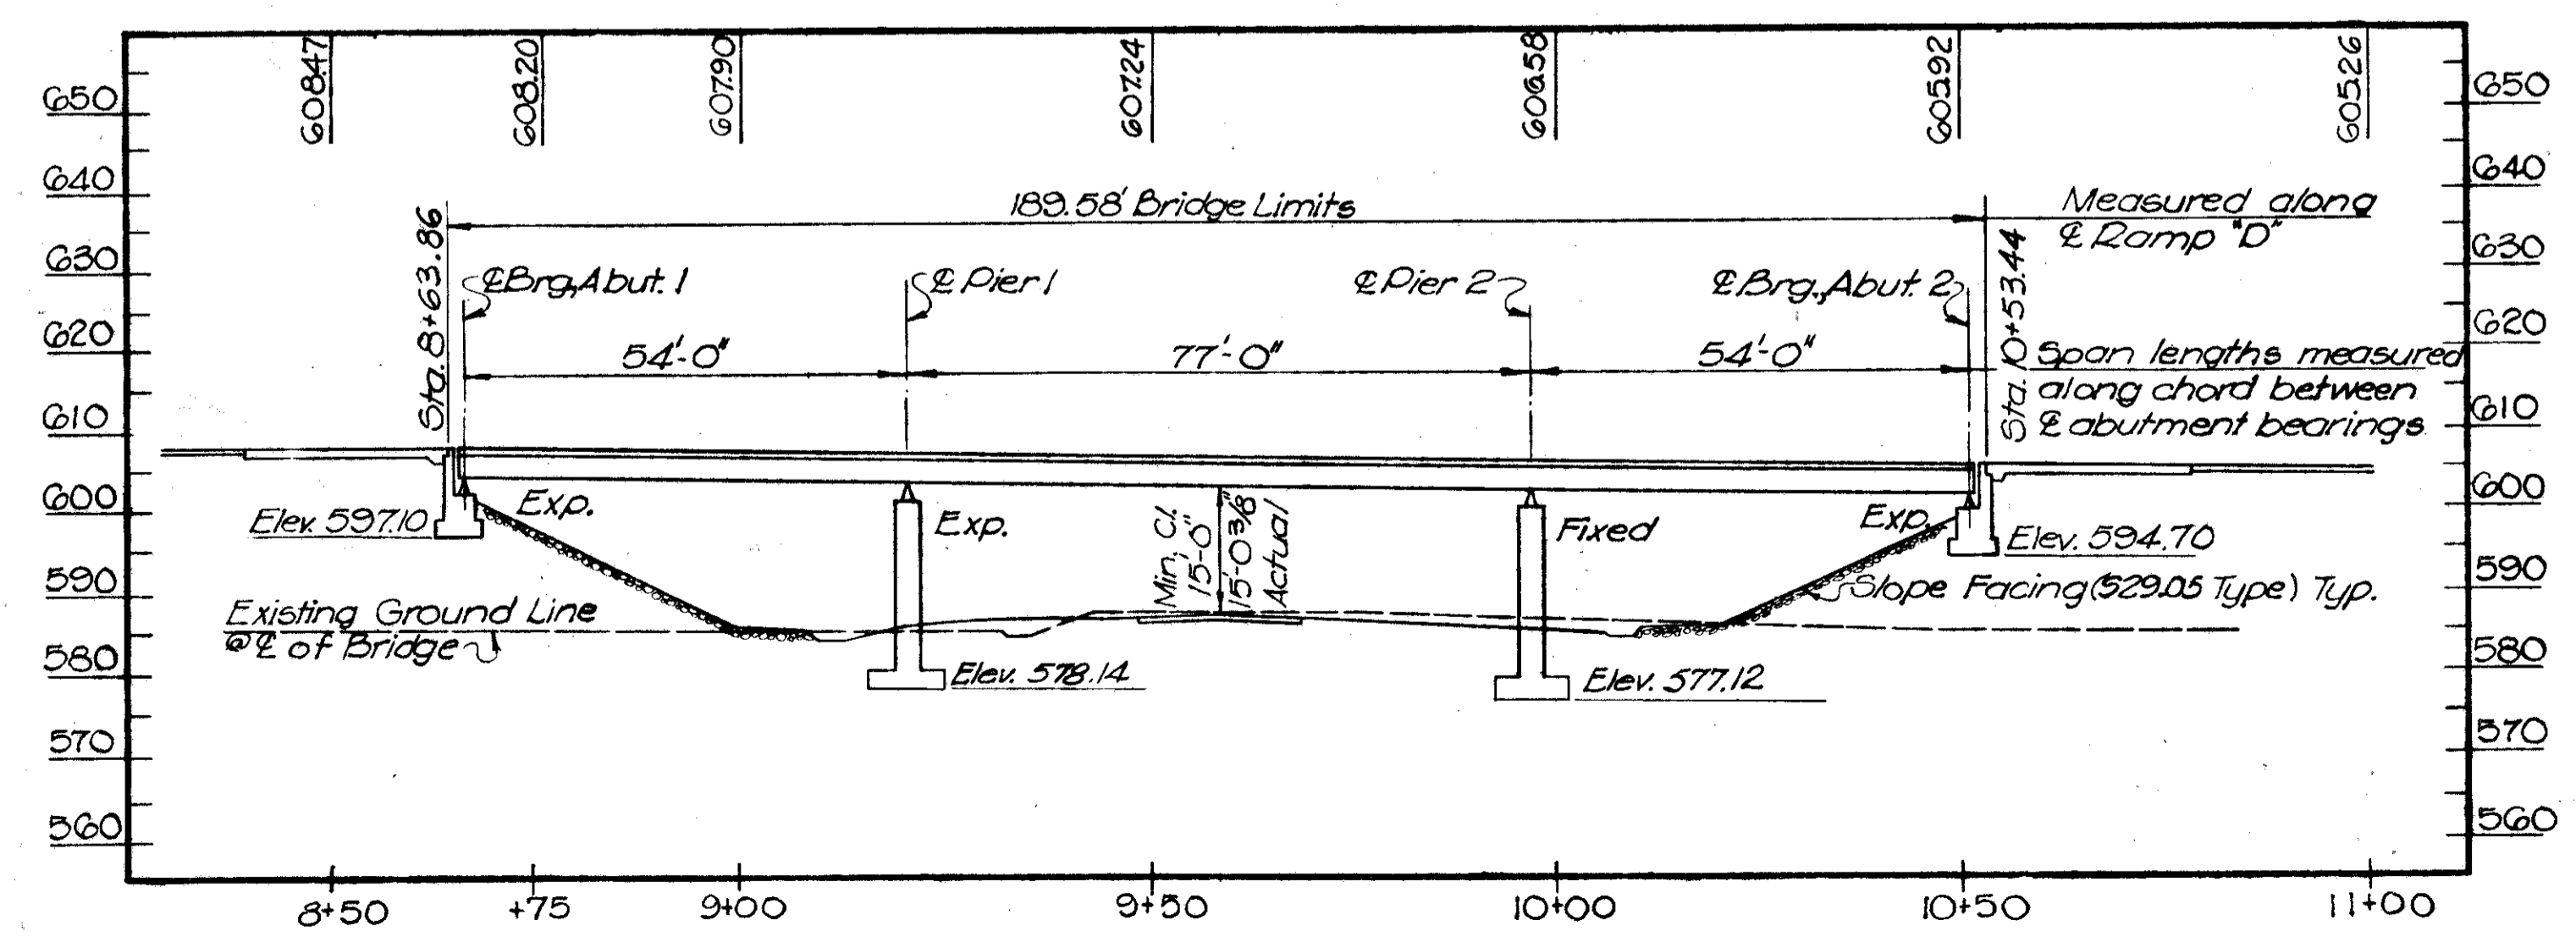 608.47
608.20
607.90
607.24
606.58
605.92
605.26
650
650
640
640
630
630
620
620
610
610
600
600
590
590
580
580
570
570
560
560
189.58' Bridge Limits
Measured along
℄ Ramp "D"
Sta. 8+63.86
Sta. 10+53.44
℄ Brg., Abut. 1
℄ Pier 1
℄ Pier 2
℄ Brg., Abut. 2
54'-0"
77'-0"
54'-0"
Span lengths measured
along chord between
℄ abutment bearings
Exp.
Exp.
Fixed
Exp.
Elev. 597.10
Elev. 594.70
Min. Cl.
15'-0"
15'-0 3/8"
Actual
Slope Facing (529.05 Type) Typ.
Existing Ground Line
@ ℄ of Bridge
Elev. 578.14
Elev. 577.12
8+50
+75
9+00
9+50
10+00
10+50
11+00